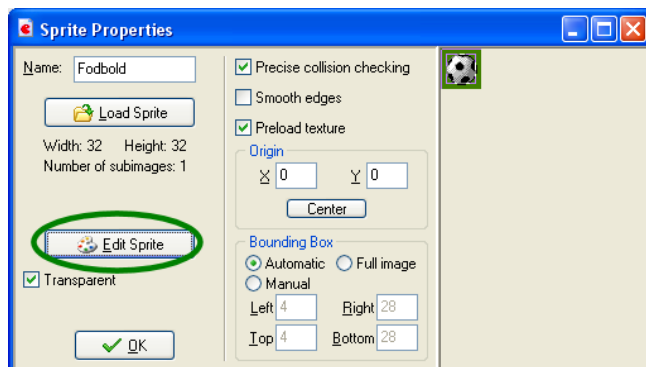 Sprite Properties
Name: Fodbold
Load Sprite
Width: 32 Height: 32
Number of subimages: 1
Edit Sprite
Transparent
OK
Precise collision checking
Smooth edges
Preload texture
Origin
X 0 Y 0
Center
Bounding Box
Automatic Full image
Manual
Left 4 Right 28
Top 4 Bottom 28